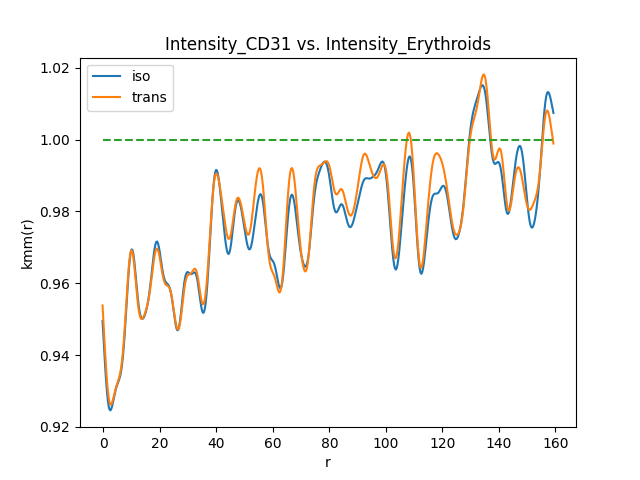 Intensity_CD31 vs. Intensity_Erythroids
iso
trans
1.02
1.00
0.98
0.96
0.94
0.92
kmm(r)
0 20 40 60 80 100 120 140 160
r